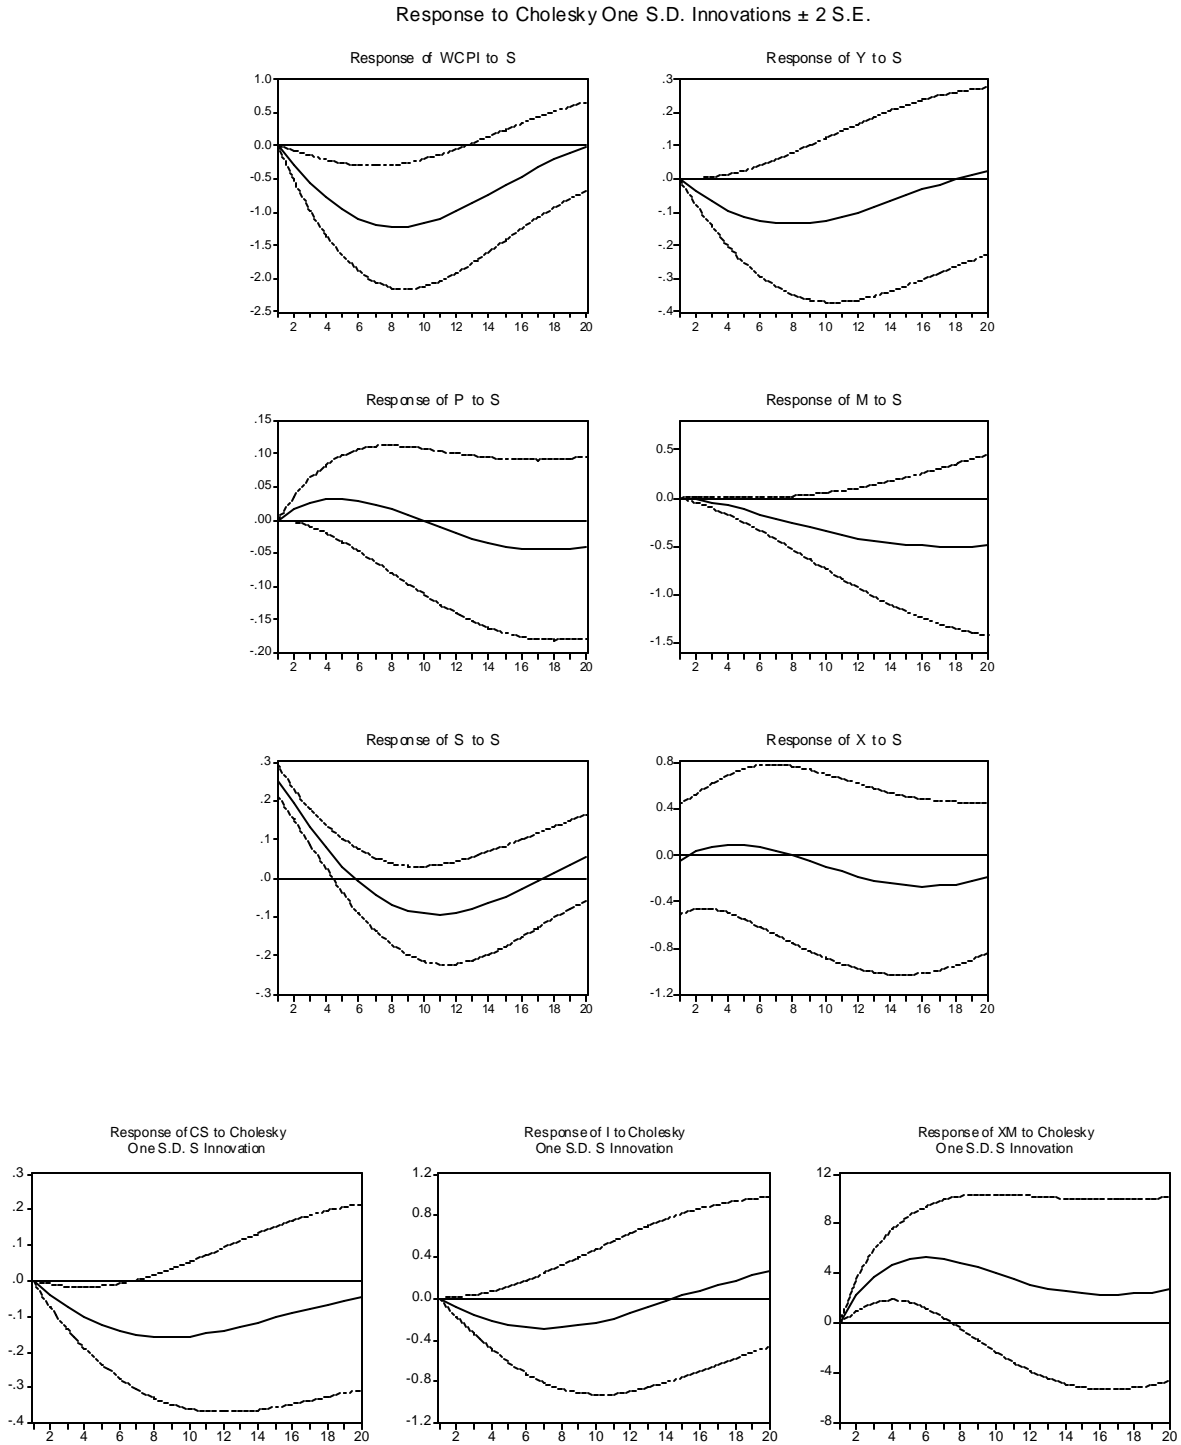 Response to Cholesky One S.D. Innovations ± 2 S.E.
Response of WCPI to S
1.0
0.5
0.0
-0.5
-1.0
-1.5
-2.0
-2.5
2 4 6 8 10 12 14 16 18 20
Response of Y to S
.3
.2
.1
.0
-.1
-.2
-.3
-.4
2 4 6 8 10 12 14 16 18 20
Response of P to S
.15
.10
.05
.00
-.05
-.10
-.15
-.20
2 4 6 8 10 12 14 16 18 20
Response of M to S
0.5
0.0
-0.5
-1.0
-1.5
2 4 6 8 10 12 14 16 18 20
Response of S to S
.3
.2
.1
.0
-.1
-.2
-.3
2 4 6 8 10 12 14 16 18 20
Response of X to S
0.8
0.4
0.0
-0.4
-0.8
-1.2
2 4 6 8 10 12 14 16 18 20
Response of CS to Cholesky
One S.D. S Innovation
.3
.2
.1
.0
-.1
-.2
-.3
-.4
2 4 6 8 10 12 14 16 18 20
Response of I to Cholesky
One S.D. S Innovation
1.2
0.8
0.4
0.0
-0.4
-0.8
-1.2
2 4 6 8 10 12 14 16 18 20
Response of XM to Cholesky
One S.D. S Innovation
12
8
4
0
-4
-8
2 4 6 8 10 12 14 16 18 20